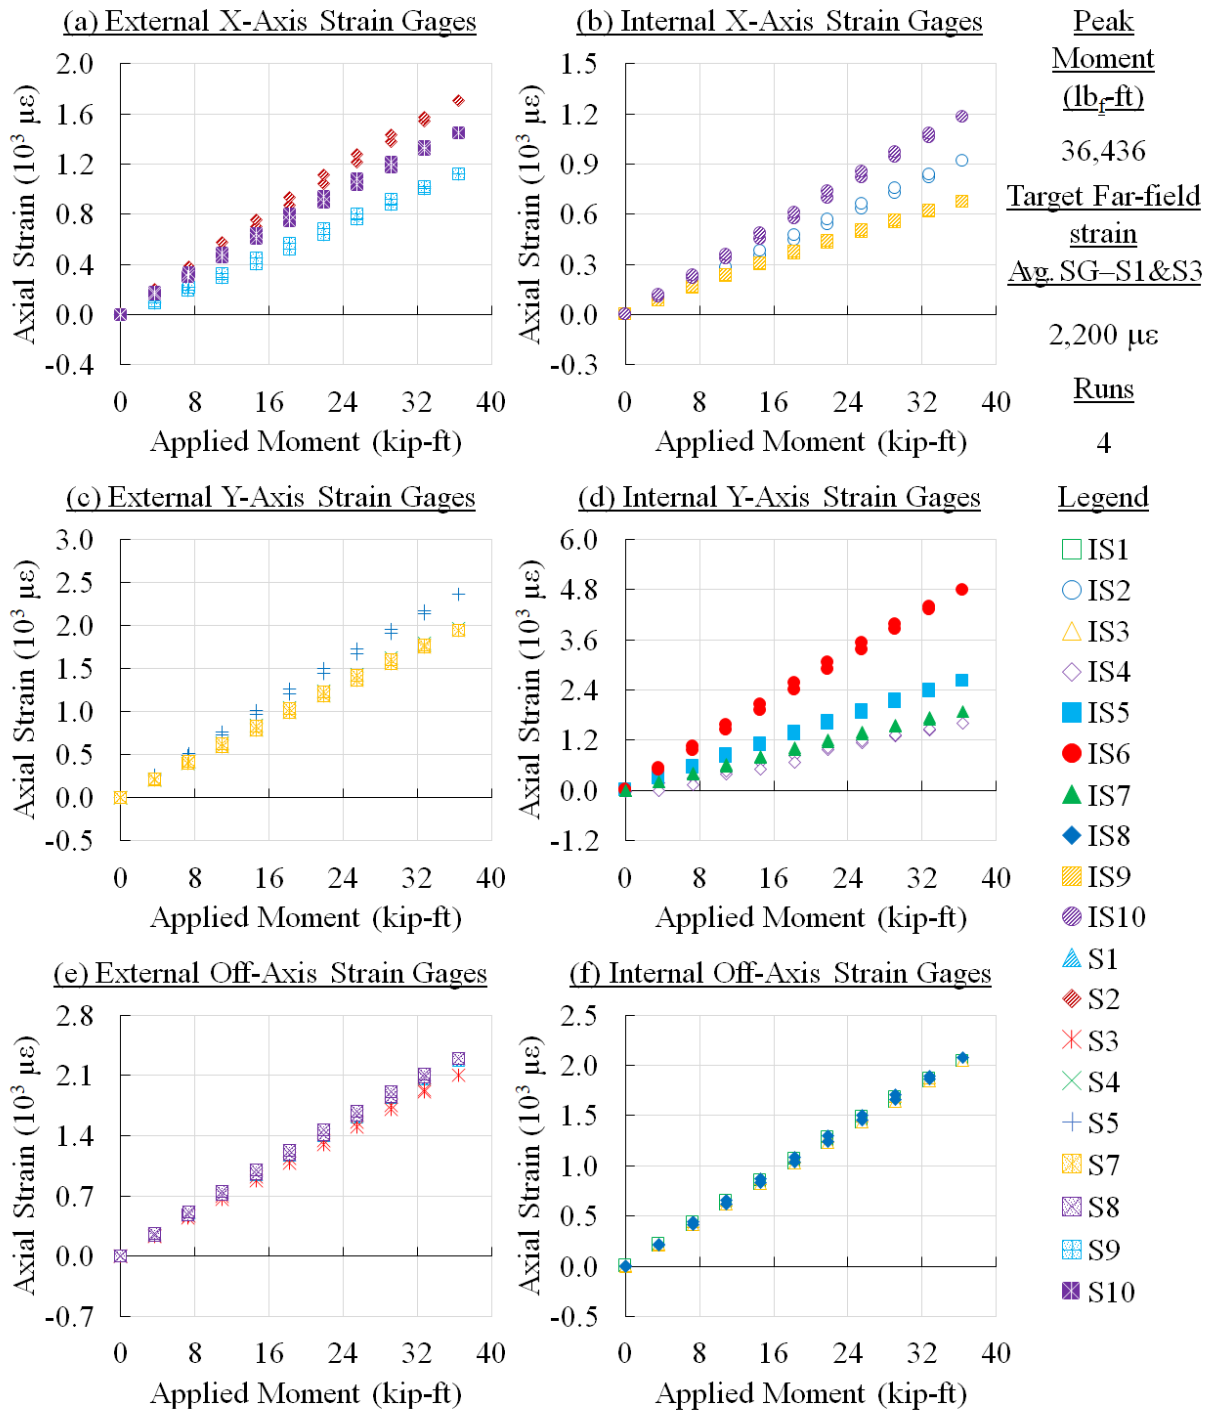 (a) External X-Axis Strain Gages
Axial Strain (10³ με)
2.0
1.6
1.2
0.8
0.4
0.0
-0.4
0 8 16 24 32 40
Applied Moment (kip-ft)
(b) Internal X-Axis Strain Gages
Axial Strain (10³ με)
1.5
1.2
0.9
0.6
0.3
0.0
-0.3
0 8 16 24 32 40
Applied Moment (kip-ft)
Peak
Moment
(lbf-ft)
36,436
Target Far-field
strain
Avg. SG–S1&S3
2,200 με
Runs
4
(c) External Y-Axis Strain Gages
Axial Strain (10³ με)
3.0
2.5
2.0
1.5
1.0
0.5
0.0
-0.5
0 8 16 24 32 40
Applied Moment (kip-ft)
(d) Internal Y-Axis Strain Gages
Axial Strain (10³ με)
6.0
4.8
3.6
2.4
1.2
0.0
-1.2
0 8 16 24 32 40
Applied Moment (kip-ft)
Legend
IS1
IS2
IS3
IS4
IS5
IS6
IS7
IS8
IS9
IS10
S1
S2
S3
S4
S5
S7
S8
S9
S10
(e) External Off-Axis Strain Gages
Axial Strain (10³ με)
2.8
2.1
1.4
0.7
0.0
-0.7
0 8 16 24 32 40
Applied Moment (kip-ft)
(f) Internal Off-Axis Strain Gages
Axial Strain (10³ με)
2.5
2.0
1.5
1.0
0.5
0.0
-0.5
0 8 16 24 32 40
Applied Moment (kip-ft)